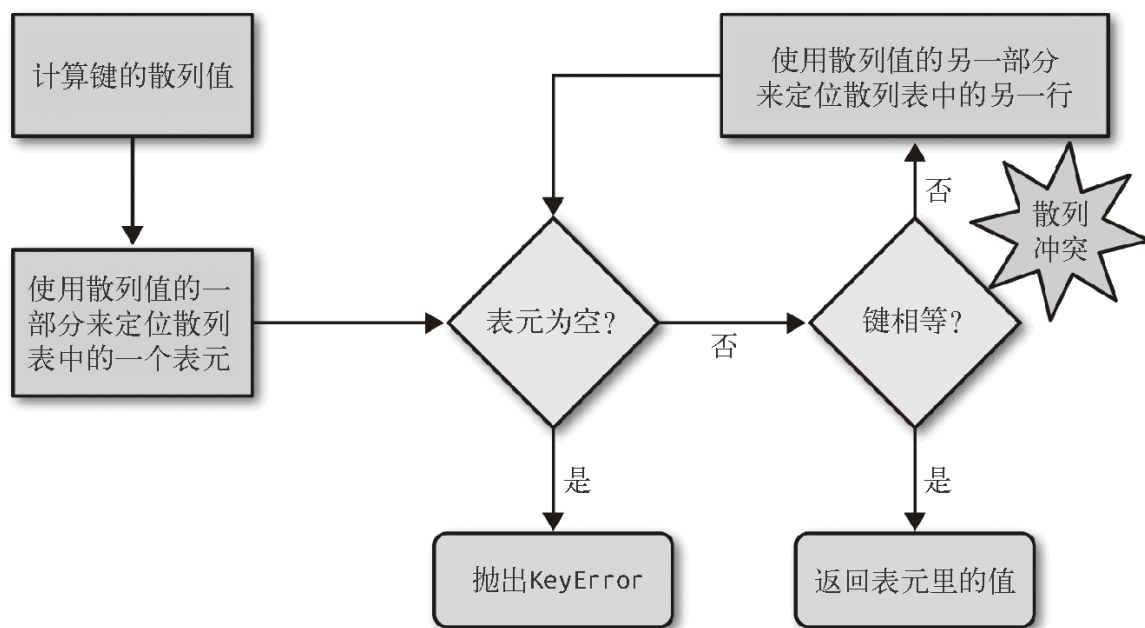 计算键的散列值
使用散列值的一
部分来定位散列
表中的一个表元
表元为空?
否
是
抛出KeyError
键相等?
否
散列
冲突
使用散列值的另一部分
来定位散列表中的另一行
是
返回表元里的值